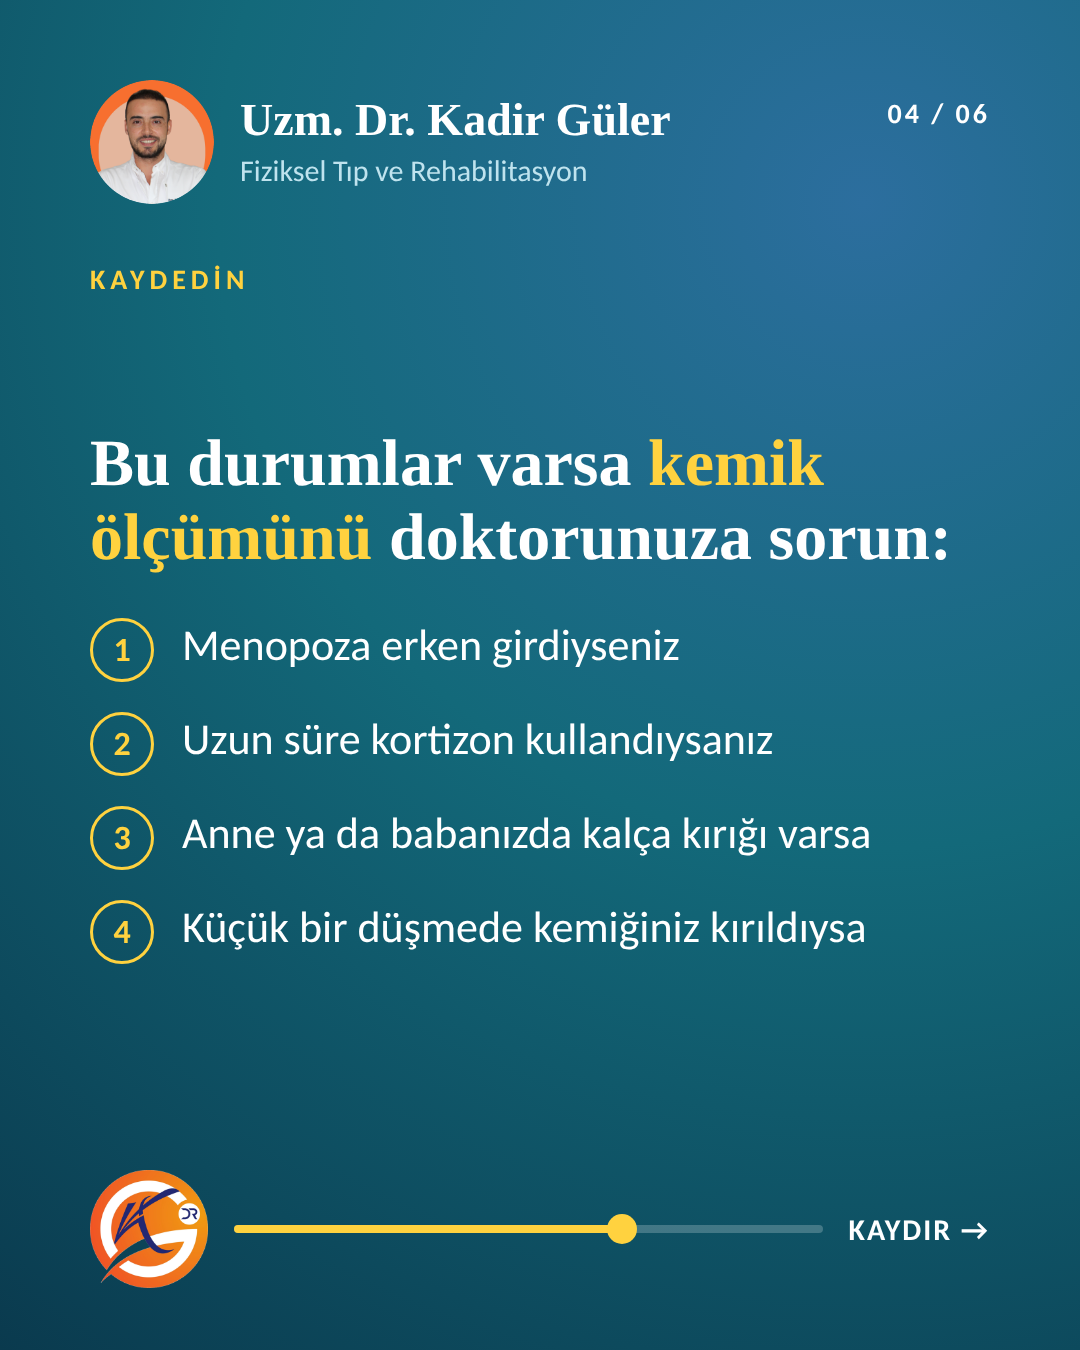 Uzm. Dr. Kadir Güler
04 / 06
Fiziksel Tıp ve Rehabilitasyon
KAYDEDİN
Bu durumlar varsa kemik
ölçümünü doktorunuza sorun:
1 Menopoza erken girdiyseniz
2 Uzun süre kortizon kullandıysanız
3 Anne ya da babanızda kalça kırığı varsa
4 Küçük bir düşmede kemiğiniz kırıldıysa
DR
KAYDIR →